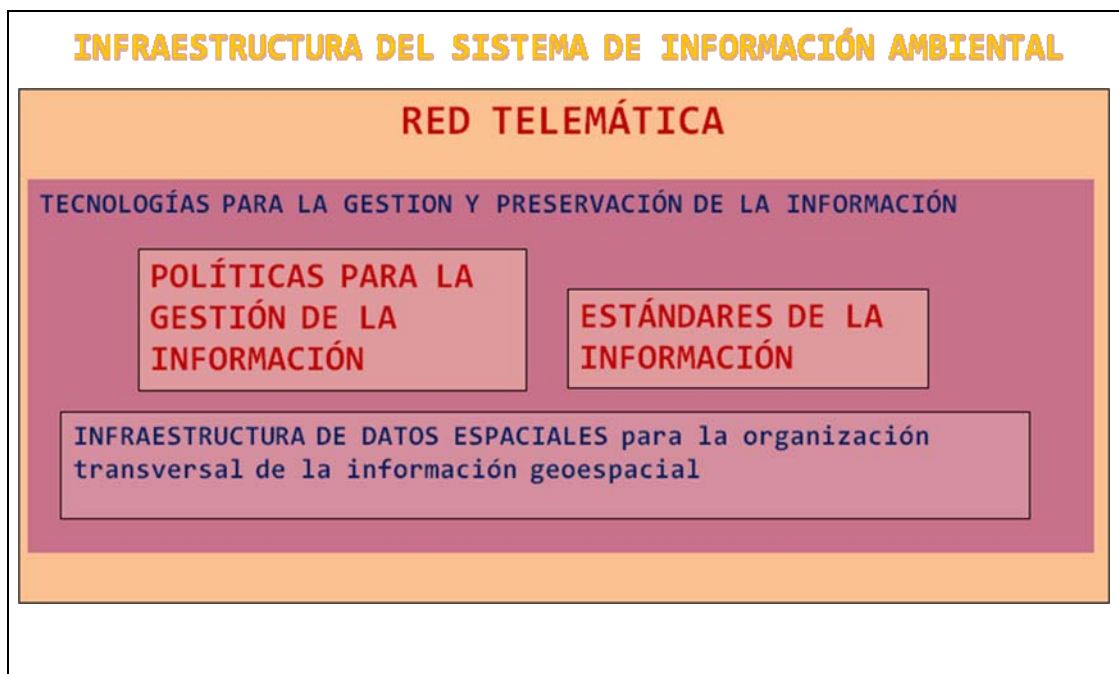 INFRAESTRUCTURA DEL SISTEMA DE INFORMACIÓN AMBIENTAL
RED TELEMÁTICA
TECNOLOGÍAS PARA LA GESTION Y PRESERVACIÓN DE LA INFORMACIÓN
POLÍTICAS PARA LA
GESTIÓN DE LA
INFORMACIÓN
ESTÁNDARES DE LA
INFORMACIÓN
INFRAESTRUCTURA DE DATOS ESPACIALES para la organización
transversal de la información geoespacial